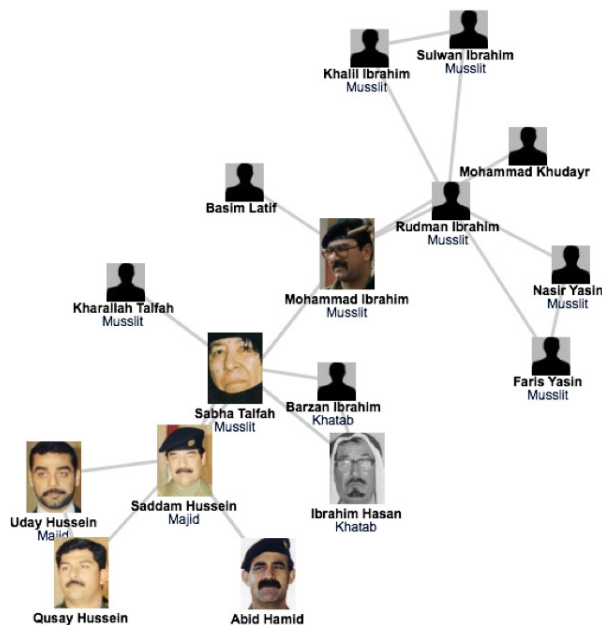 Sulwan Ibrahim
Musslit
Khalil Ibrahim
Musslit
Mohammad Khudayr
Basim Latif
Rudman Ibrahim
Musslit
Mohammad Ibrahim
Musslit
Nasir Yasin
Musslit
Kharallah Talfah
Musslit
Faris Yasin
Musslit
Sabha Talfah
Musslit
Barzan Ibrahim
Khatab
Saddam Hussein
Majid
Ibrahim Hasan
Khatab
Uday Hussein
Majid
Qusay Hussein
Abid Hamid